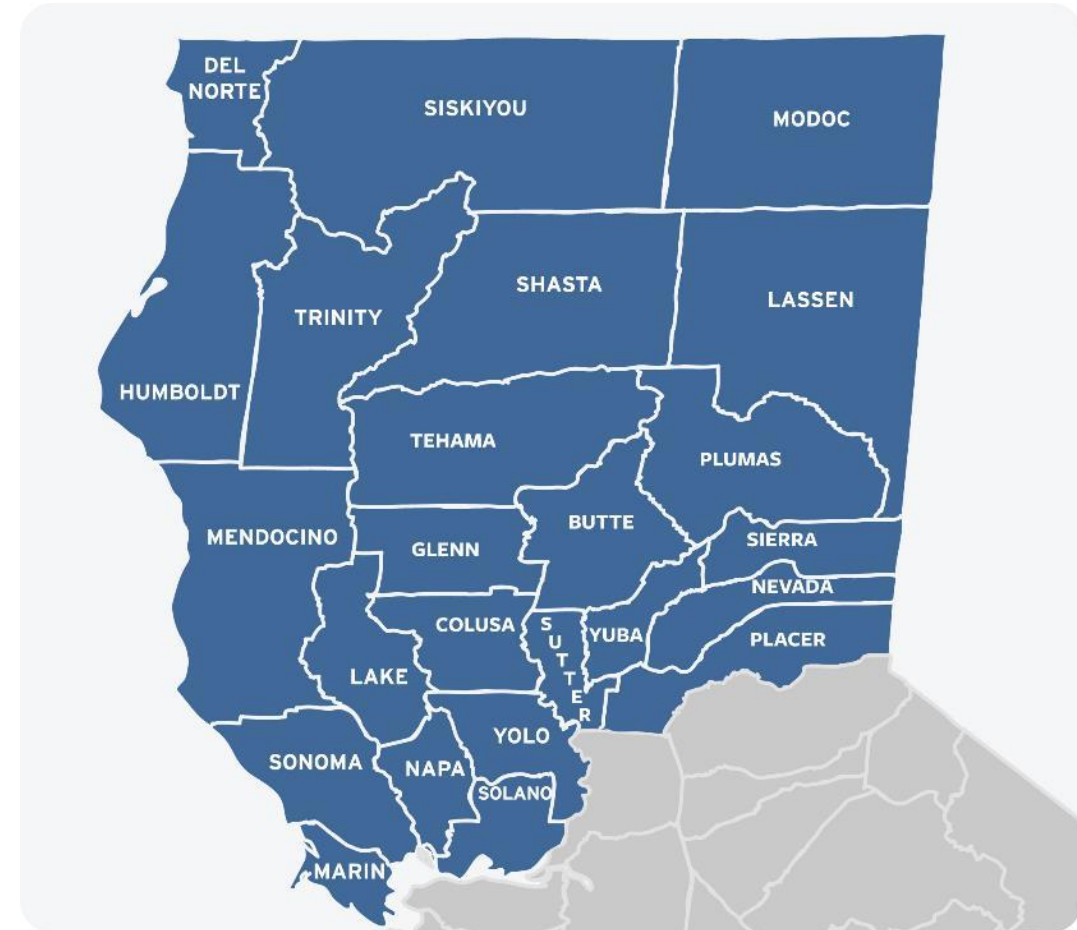 DEL
NORTE
SISKIYOU
MODOC
SHASTA
LASSEN
TRINITY
HUMBOLDT
TEHAMA
PLUMAS
BUTTE
MENDOCINO
GLENN
SIERRA
NEVADA
COLUSA
SUTTER
YUBA
PLACER
LAKE
YOLO
SONOMA
NAPA
SOLANO
MARIN